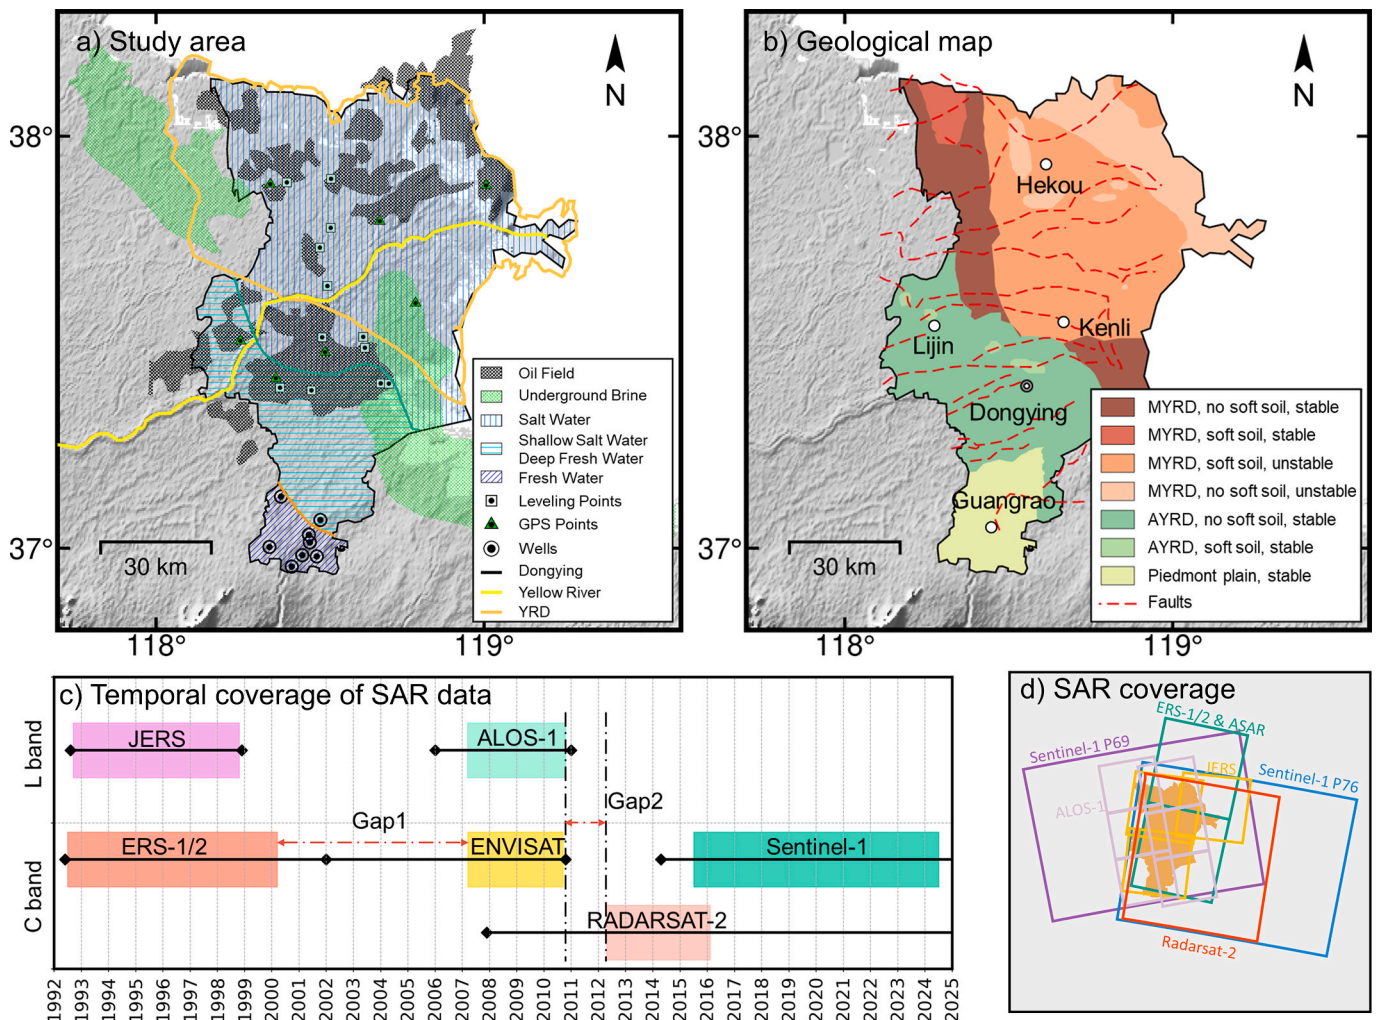 a) Study area
N
38°
37°
30 km
118°
119°
Oil Field
Underground Brine
Salt Water
Shallow Salt Water
Deep Fresh Water
Fresh Water
Leveling Points
GPS Points
Wells
Dongying
Yellow River
YRD
b) Geological map
N
38°
37°
Hekou
Kenli
Lijin
Dongying
Guangrao
30 km
118°
119°
MYRD, no soft soil, stable
MYRD, soft soil, stable
MYRD, soft soil, unstable
MYRD, no soft soil, unstable
AYRD, no soft soil, stable
AYRD, soft soil, stable
Piedmont plain, stable
Faults
c) Temporal coverage of SAR data
L band
C band
JERS
ALOS-1
Gap1
Gap2
ERS-1/2
ENVISAT
Sentinel-1
RADARSAT-2
1992
1993
1994
1995
1996
1997
1998
1999
2000
2001
2002
2003
2004
2005
2006
2007
2008
2009
2010
2011
2012
2013
2014
2015
2016
2017
2018
2019
2020
2021
2022
2023
2024
2025
d) SAR coverage
ERS-1/2 & ASAR
Sentinel-1 P69
JERS
Sentinel-1 P76
ALOS-1
Radarsat-2